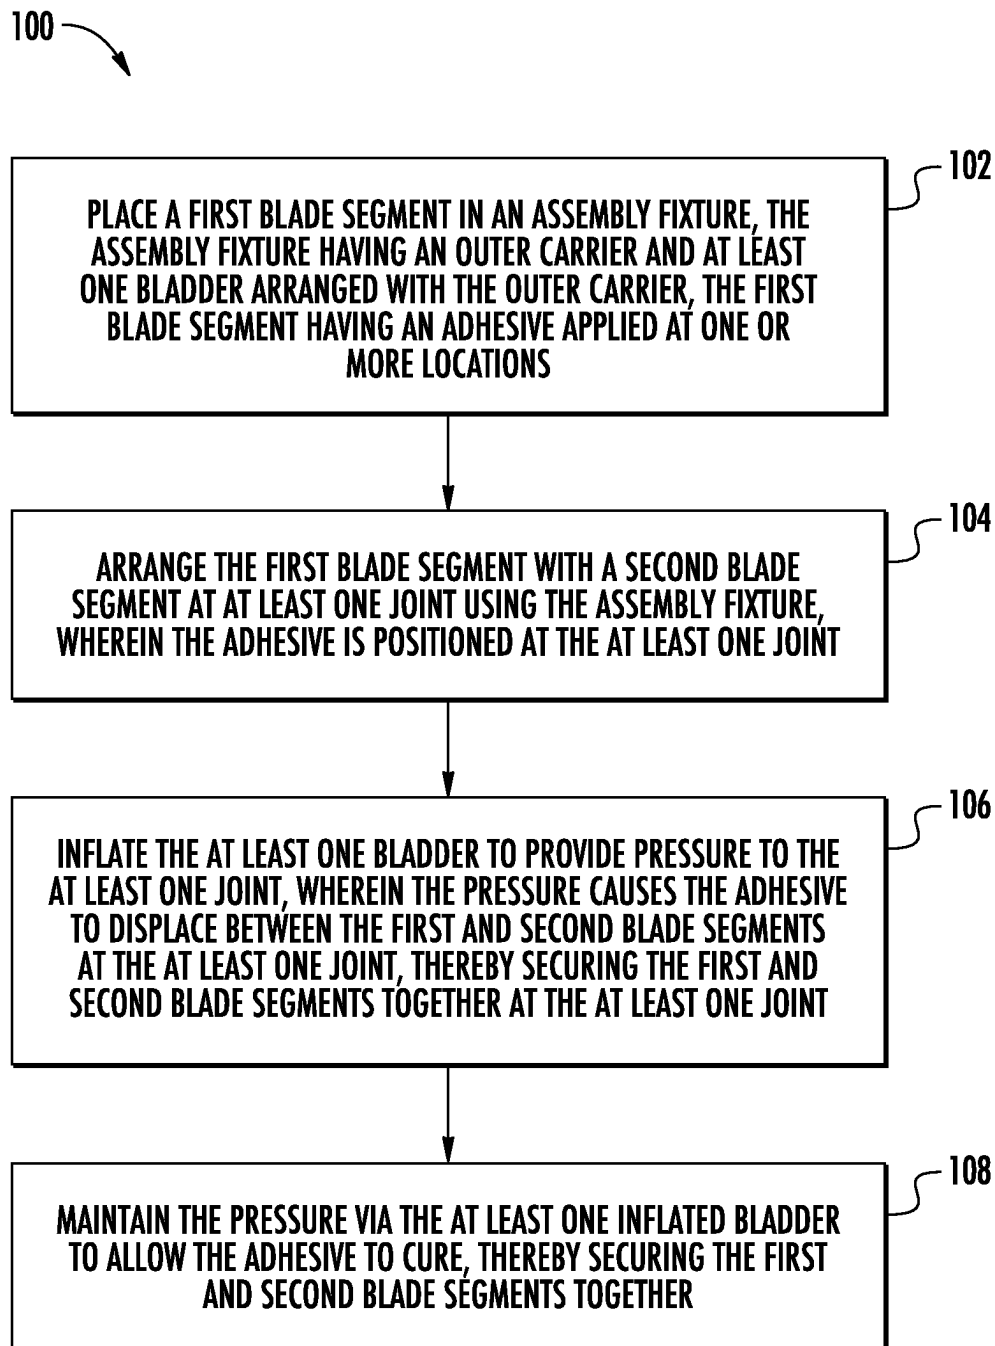 100
102
PLACE A FIRST BLADE SEGMENT IN AN ASSEMBLY FIXTURE, THE
ASSEMBLY FIXTURE HAVING AN OUTER CARRIER AND AT LEAST
ONE BLADDER ARRANGED WITH THE OUTER CARRIER, THE FIRST
BLADE SEGMENT HAVING AN ADHESIVE APPLIED AT ONE OR
MORE LOCATIONS
104
ARRANGE THE FIRST BLADE SEGMENT WITH A SECOND BLADE
SEGMENT AT AT LEAST ONE JOINT USING THE ASSEMBLY FIXTURE,
WHEREIN THE ADHESIVE IS POSITIONED AT THE AT LEAST ONE JOINT
106
INFLATE THE AT LEAST ONE BLADDER TO PROVIDE PRESSURE TO THE
AT LEAST ONE JOINT, WHEREIN THE PRESSURE CAUSES THE ADHESIVE
TO DISPLACE BETWEEN THE FIRST AND SECOND BLADE SEGMENTS
AT THE AT LEAST ONE JOINT, THEREBY SECURING THE FIRST AND
SECOND BLADE SEGMENTS TOGETHER AT THE AT LEAST ONE JOINT
108
MAINTAIN THE PRESSURE VIA THE AT LEAST ONE INFLATED BLADDER
TO ALLOW THE ADHESIVE TO CURE, THEREBY SECURING THE FIRST
AND SECOND BLADE SEGMENTS TOGETHER